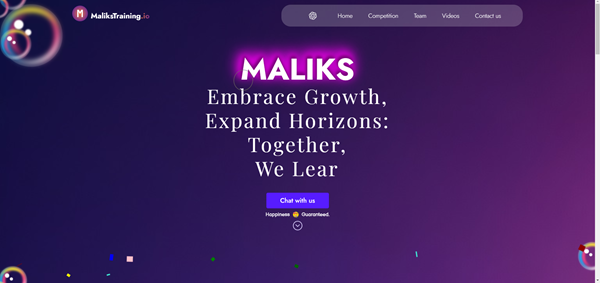 M MaliksTraining.io
Home Competition Team Videos Contact us
MALIKS
Embrace Growth,
Expand Horizons:
Together,
We Lear
Chat with us
Happiness 😊 Guaranteed.